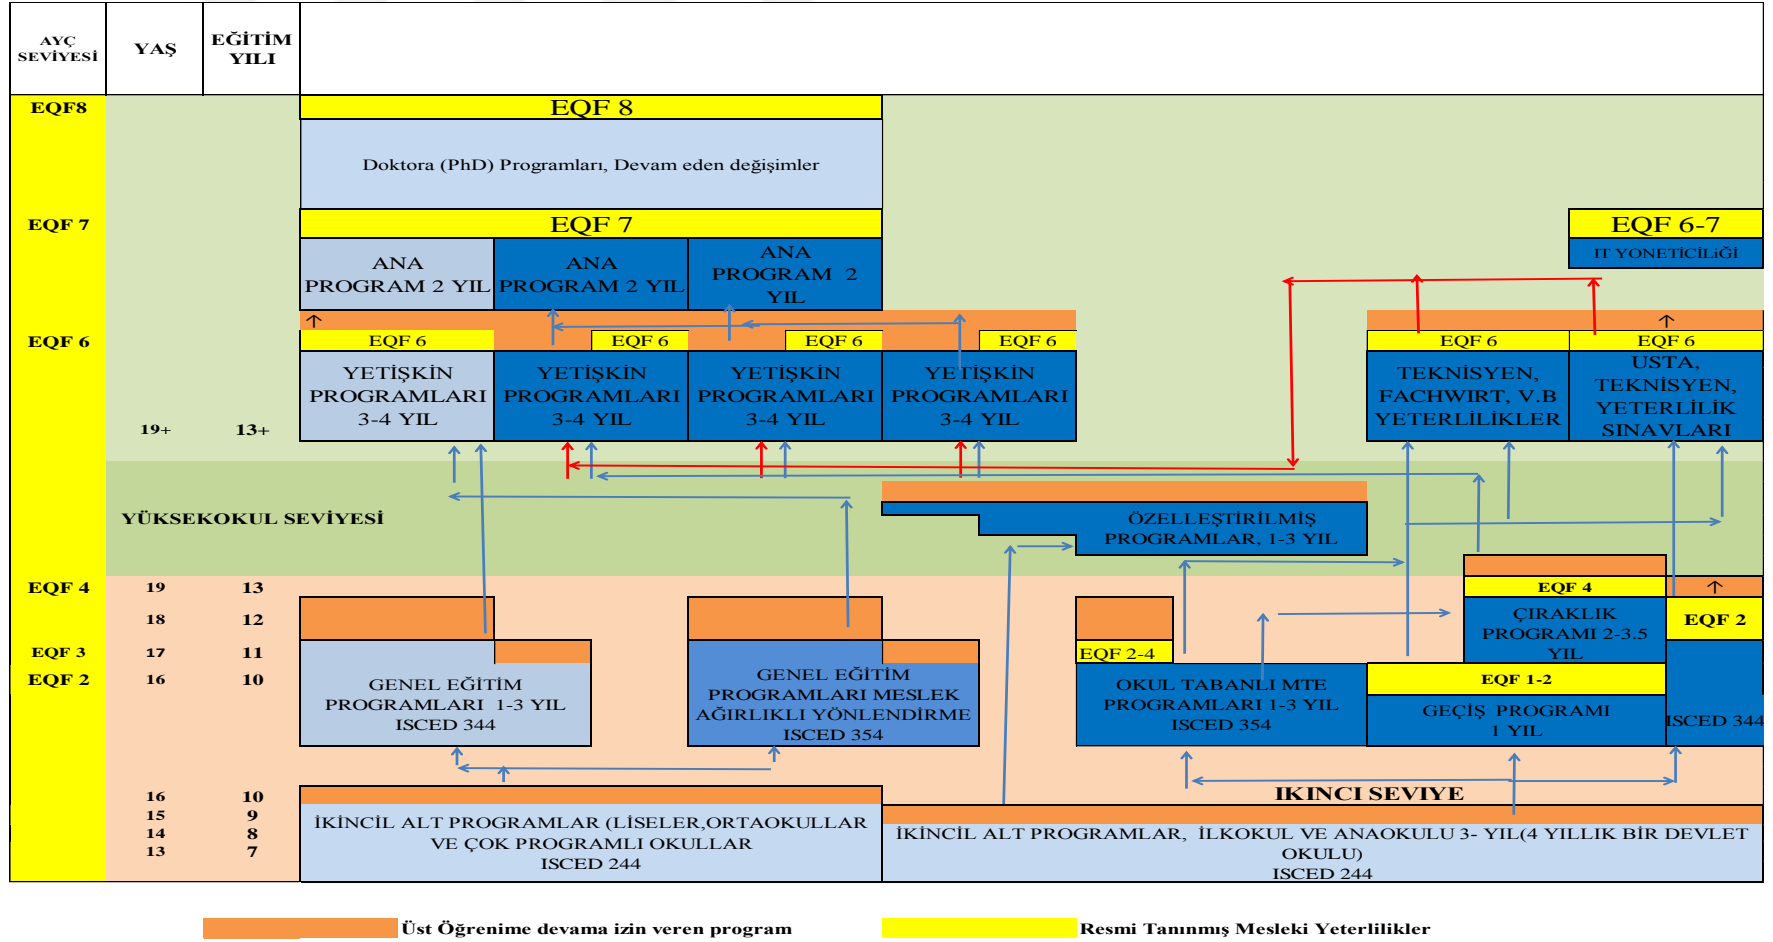 AYÇ
SEVİYESİ
YAŞ
EĞİTİM
YILI
EQF8
EQF 8
Doktora (PhD) Programları, Devam eden değişimler
EQF 7
EQF 7
EQF 6-7
ANA
PROGRAM 2 YIL
ANA
PROGRAM 2 YIL
ANA
PROGRAM 2
YIL
IT YONETİCİLİĞİ
EQF 6
EQF 6
EQF 6
EQF 6
EQF 6
EQF 6
EQF 6
YETİŞKİN
PROGRAMLARI
3-4 YIL
YETİŞKİN
PROGRAMLARI
3-4 YIL
YETİŞKİN
PROGRAMLARI
3-4 YIL
YETİŞKİN
PROGRAMLARI
3-4 YIL
TEKNİSYEN,
FACHWIRT, V.B
YETERLİLİKLER
USTA,
TEKNİSYEN,
YETERLİLİK
SINAVLARI
19+
13+
YÜKSEKOKUL SEVİYESİ
ÖZELLEŞTİRİLMİŞ
PROGRAMLAR, 1-3 YIL
EQF 4
19
13
EQF 4
18
12
ÇIRAKLIK
PROGRAMI 2-3.5
YIL
EQF 2
EQF 3
17
11
EQF 2-4
EQF 2
16
10
GENEL EĞİTİM
PROGRAMLARI 1-3 YIL
ISCED 344
GENEL EĞİTİM
PROGRAMLARI MESLEK
AĞIRLIKLI YÖNLENDİRME
ISCED 354
OKUL TABANLI MTE
PROGRAMLARI 1-3 YIL
ISCED 354
EQF 1-2
GEÇİŞ PROGRAMI
1 YIL
ISCED 344
16
10
IKINCI SEVIYE
15
9
14
8
13
7
İKİNCİL ALT PROGRAMLAR (LİSELER,ORTAOKULLAR
VE ÇOK PROGRAMLI OKULLAR
ISCED 244
İKİNCİL ALT PROGRAMLAR, İLKOKUL VE ANAOKULU 3- YIL(4 YILLIK BİR DEVLET
OKULU)
ISCED 244
Üst Öğrenime devama izin veren program
Resmi Tanınmış Mesleki Yeterlilikler